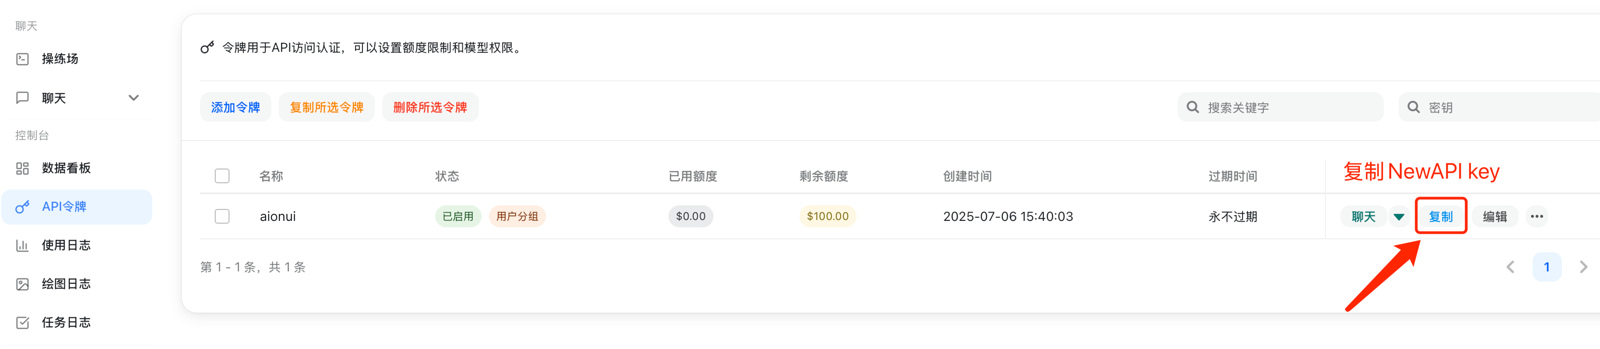 聊天
操练场
聊天
控制台
数据看板
API令牌
使用日志
绘图日志
任务日志
令牌用于API访问认证，可以设置额度限制和模型权限。
添加令牌 复制所选令牌 删除所选令牌 搜索关键字 密钥
复制NewAPI key
名称 状态 已用额度 剩余额度 创建时间 过期时间
aionui 已启用 用户分组 $0.00 $100.00 2025-07-06 15:40:03 永不过期 聊天 复制 编辑 •••
第 1 - 1 条，共 1 条 1